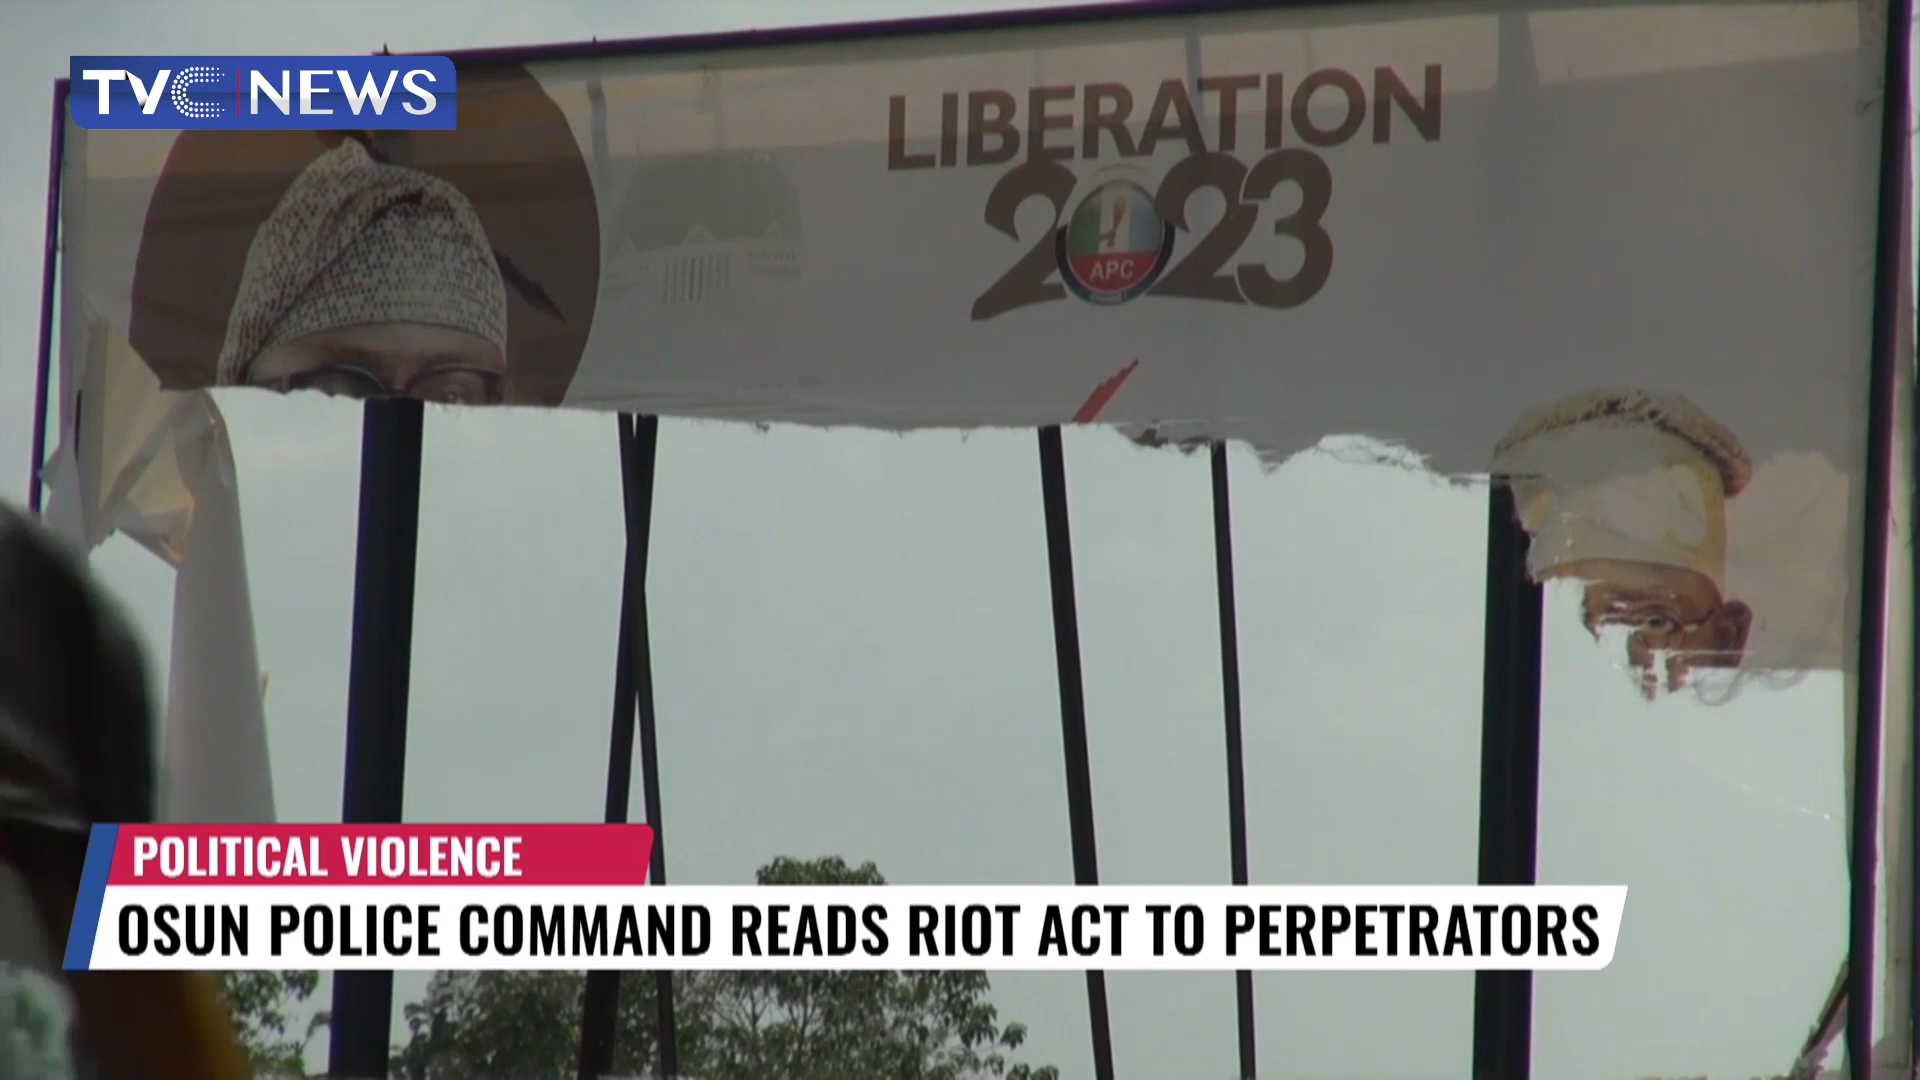 TVC NEWS
LIBERATION
2023
APC
POLITICAL VIOLENCE
OSUN POLICE COMMAND READS RIOT ACT TO PERPETRATORS